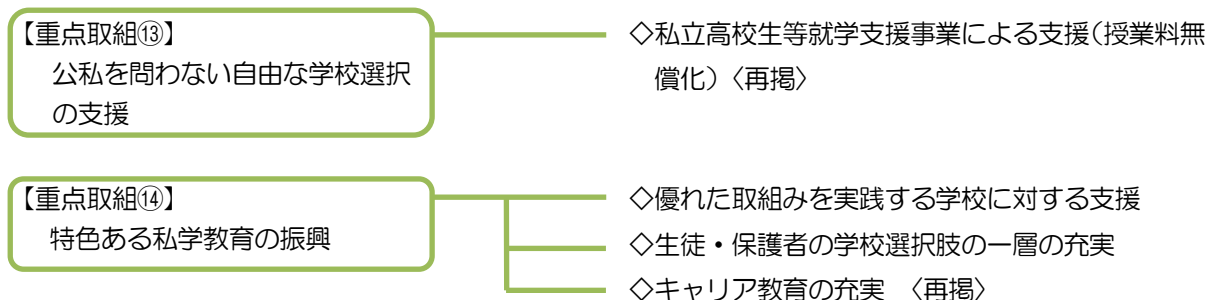 【重点取組⑬】
公私を問わない自由な学校選択
の支援
◇私立高校生等就学支援事業による支援（授業料無
償化）〈再掲〉
【重点取組⑭】
特色ある私学教育の振興
◇優れた取組みを実践する学校に対する支援
◇生徒・保護者の学校選択肢の一層の充実
◇キャリア教育の充実　〈再掲〉